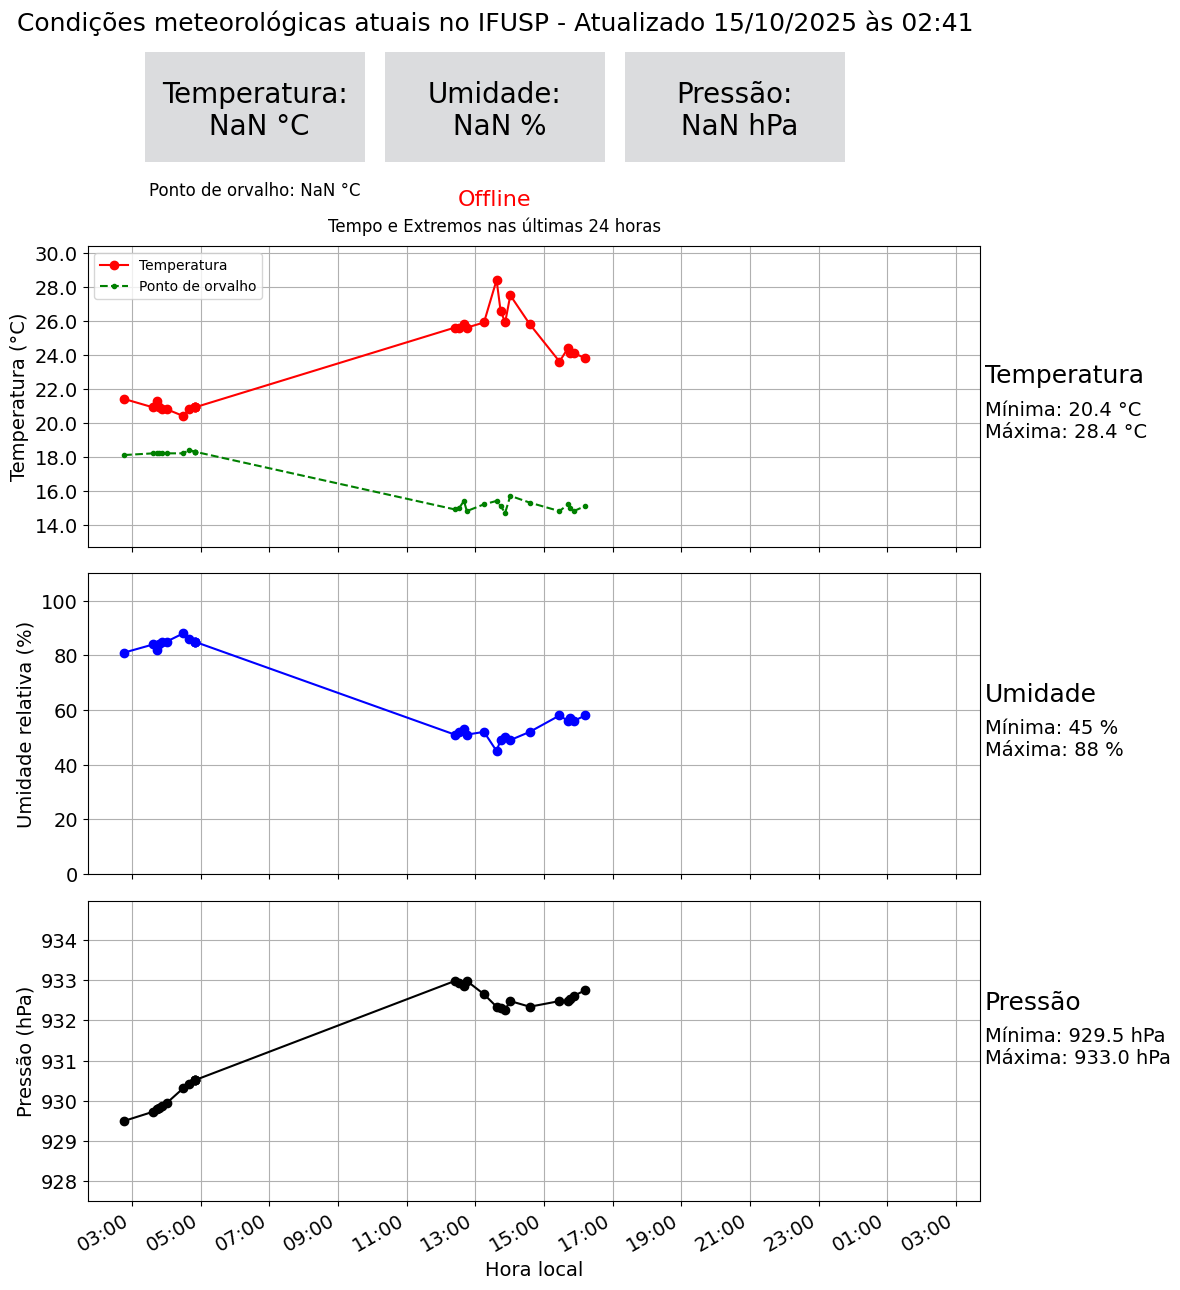 Condições meteorológicas atuais no IFUSP - Atualizado 15/10/2025 às 02:41
Temperatura:
NaN °C
Umidade:
NaN %
Pressão:
NaN hPa
Ponto de orvalho: NaN °C
Offline
Tempo e Extremos nas últimas 24 horas
Temperatura (°C)
30.0
28.0
26.0
24.0
22.0
20.0
18.0
16.0
14.0
Temperatura
Ponto de orvalho
Temperatura
Mínima: 20.4 °C
Máxima: 28.4 °C
Umidade relativa (%)
100
80
60
40
20
0
Umidade
Mínima: 45 %
Máxima: 88 %
Pressão (hPa)
934
933
932
931
930
929
928
Pressão
Mínima: 929.5 hPa
Máxima: 933.0 hPa
03:00
05:00
07:00
09:00
11:00
13:00
15:00
17:00
19:00
21:00
23:00
01:00
03:00
Hora local